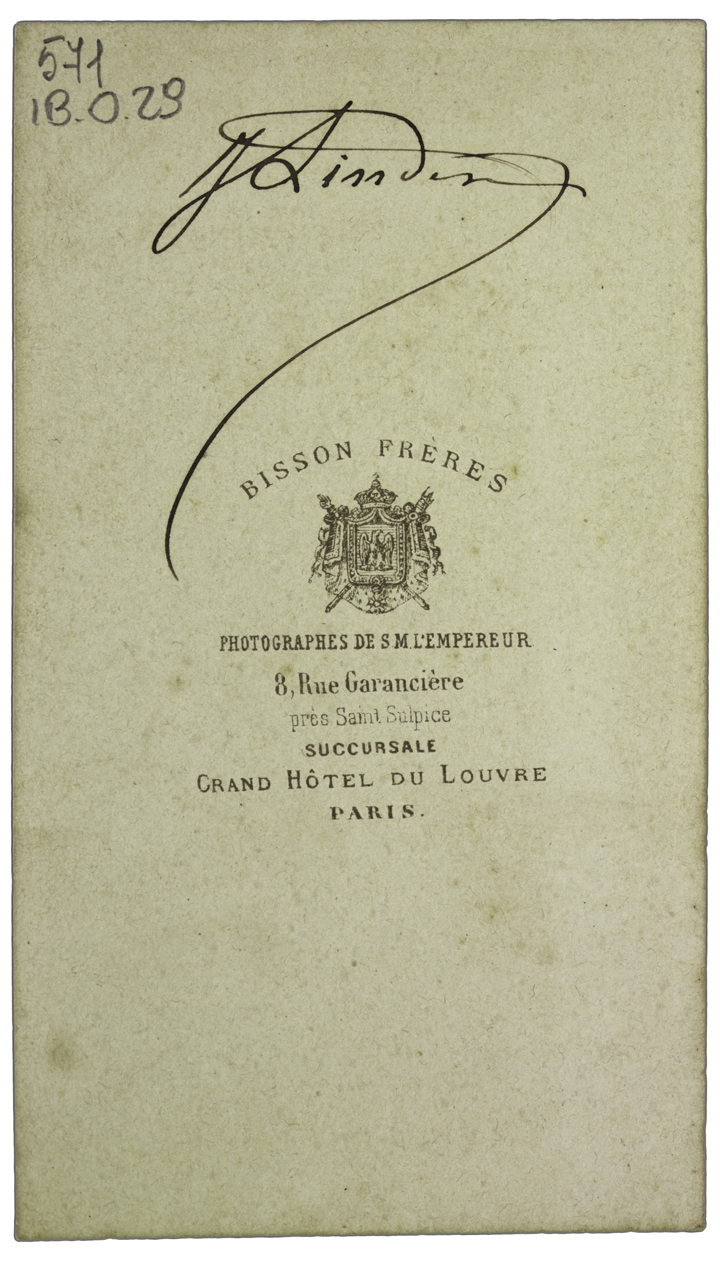 571
1B.O.29
J Linden
BISSON FRÈRES
PHOTOGRAPHES DE S.M. L'EMPEREUR
8, Rue Garancière
près Saint Sulpice
SUCCURSALE
GRAND HÔTEL DU LOUVRE
PARIS.